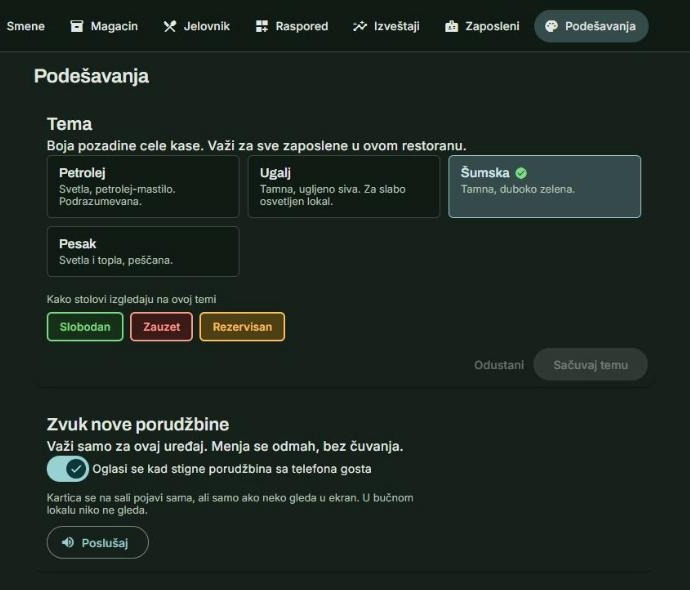 Smene Magacin Jelovnik Raspored Izveštaji Zaposleni Podešavanja
Podešavanja
Tema
Boja pozadine cele kase. Važi za sve zaposlene u ovom restoranu.
Petrolej
Svetla, petrolej-mastilo.
Podrazumevana.
Ugalj
Tamna, ugljeno siva. Za slabo
osvetljen lokal.
Šumska
Tamna, duboko zelena.
Pesak
Svetla i topla, peščana.
Kako stolovi izgledaju na ovoj temi
Slobodan Zauzet Rezervisan
Odustani Sačuvaj temu
Zvuk nove porudžbine
Važi samo za ovaj uređaj. Menja se odmah, bez čuvanja.
Oglasi se kad stigne porudžbina sa telefona gosta
Kartica se na sali pojavi sama, ali samo ako neko gleda u ekran. U bučnom
lokalu niko ne gleda.
Poslušaj